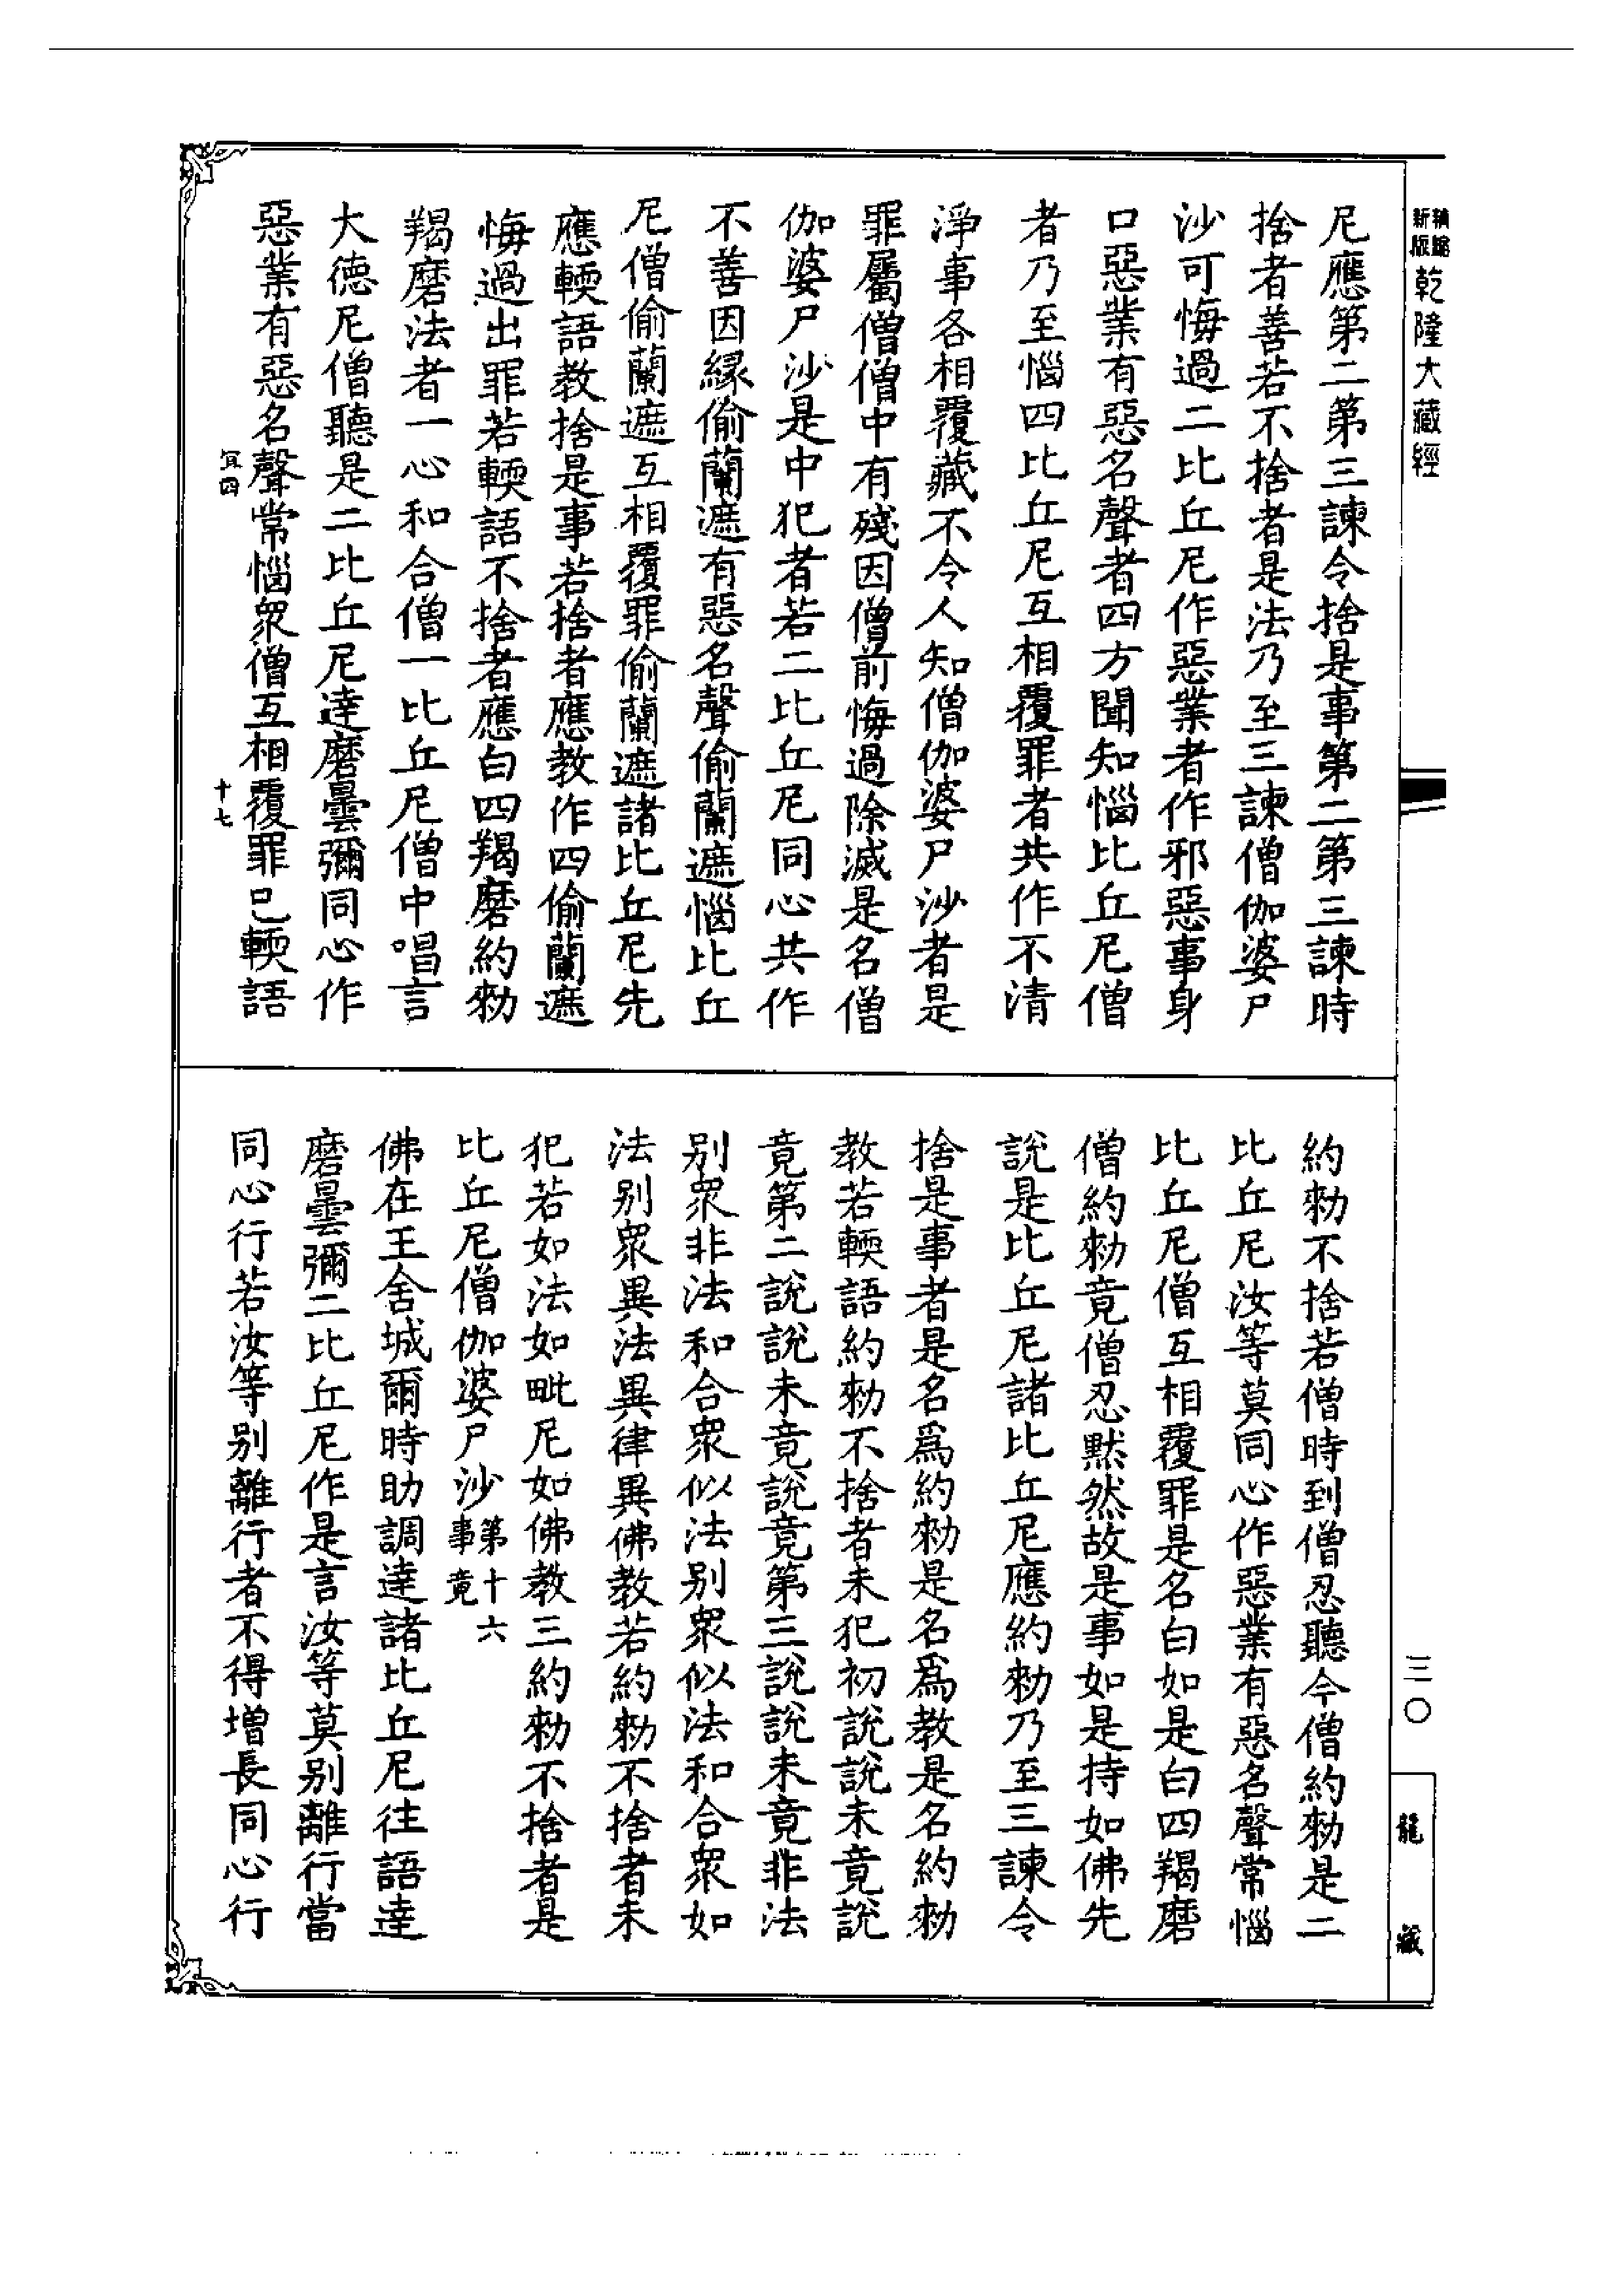 新版 精縮 乾隆大藏經
尼應第二第三諫令捨是事第二第三諫時
捨者善若不捨者是法乃至三諫僧伽婆尸
沙可悔過二比丘尼作惡業者作邪惡事身
口惡業有惡名聲者四方聞知惱比丘尼僧
者乃至惱四比丘尼互相覆罪者共作不清
淨事各相覆藏不令人知僧伽婆尸沙者是
罪屬僧僧中有殘因僧前悔過除滅是名僧
伽婆尸沙是中犯者若二比丘尼同心共作
不善因緣偷蘭遮有惡名聲偷蘭遮惱比丘
尼僧偷蘭遮互相覆罪偷蘭遮諸比丘尼先
應輭語教捨是事若捨者應教作四偷蘭遮
悔過出罪若輭語不捨者應白四羯磨約勑
羯磨法者一心和合僧一比丘尼僧中唱言
大德尼僧聽是二比丘尼達磨曇彌同心作
惡業有惡名聲常惱眾僧互相覆罪已輭語
宜四
十七
約勑不捨若僧時到僧忍聽今僧約勑是二
比丘尼汝等莫同心作惡業有惡名聲常惱
比丘尼僧互相覆罪是名白如是白四羯磨
僧約勑竟僧忍默然故是事如是持如佛先
說是比丘尼諸比丘尼應約勑乃至三諫令
捨是事者是名爲約勑是名爲教是名約勑
教若輭語約勑不捨者未犯初說說未竟說
竟第二說說未竟說竟第三說說未竟非法
別眾非法和合眾似法別眾似法和合眾如
法別眾異法異律異佛教若約勑不捨者未
犯若如法如毗尼如佛教三約勑不捨者是
比丘尼僧伽婆尸沙第十六事竟
佛在王舍城爾時助調達諸比丘尼往語達
磨曇彌二比丘尼作是言汝等莫別離行當
同心行若汝等別離行者不得增長同心行
三〇
龍藏